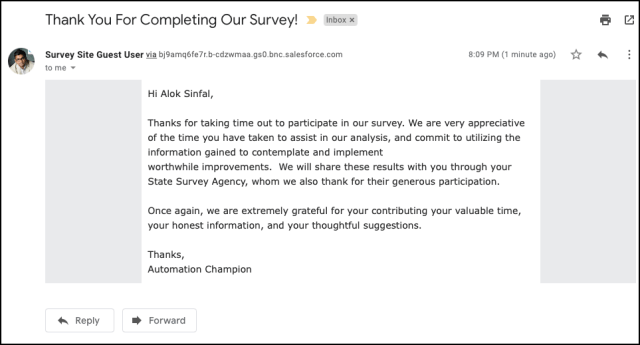 Thank You For Completing Our Survey! Inbox ×
Survey Site Guest User via bj9amq6fe7r.b-cdzwmaa.gs0.bnc.salesforce.com 8:09 PM (1 minute ago)
to me
Hi Alok Sinfal,
Thanks for taking time out to participate in our survey. We are very appreciative
of the time you have taken to assist in our analysis, and commit to utilizing the
information gained to contemplate and implement
worthwhile improvements.  We will share these results with you through your
State Survey Agency, whom we also thank for their generous participation.
Once again, we are extremely grateful for your contributing your valuable time,
your honest information, and your thoughtful suggestions.
Thanks,
Automation Champion
Reply Forward